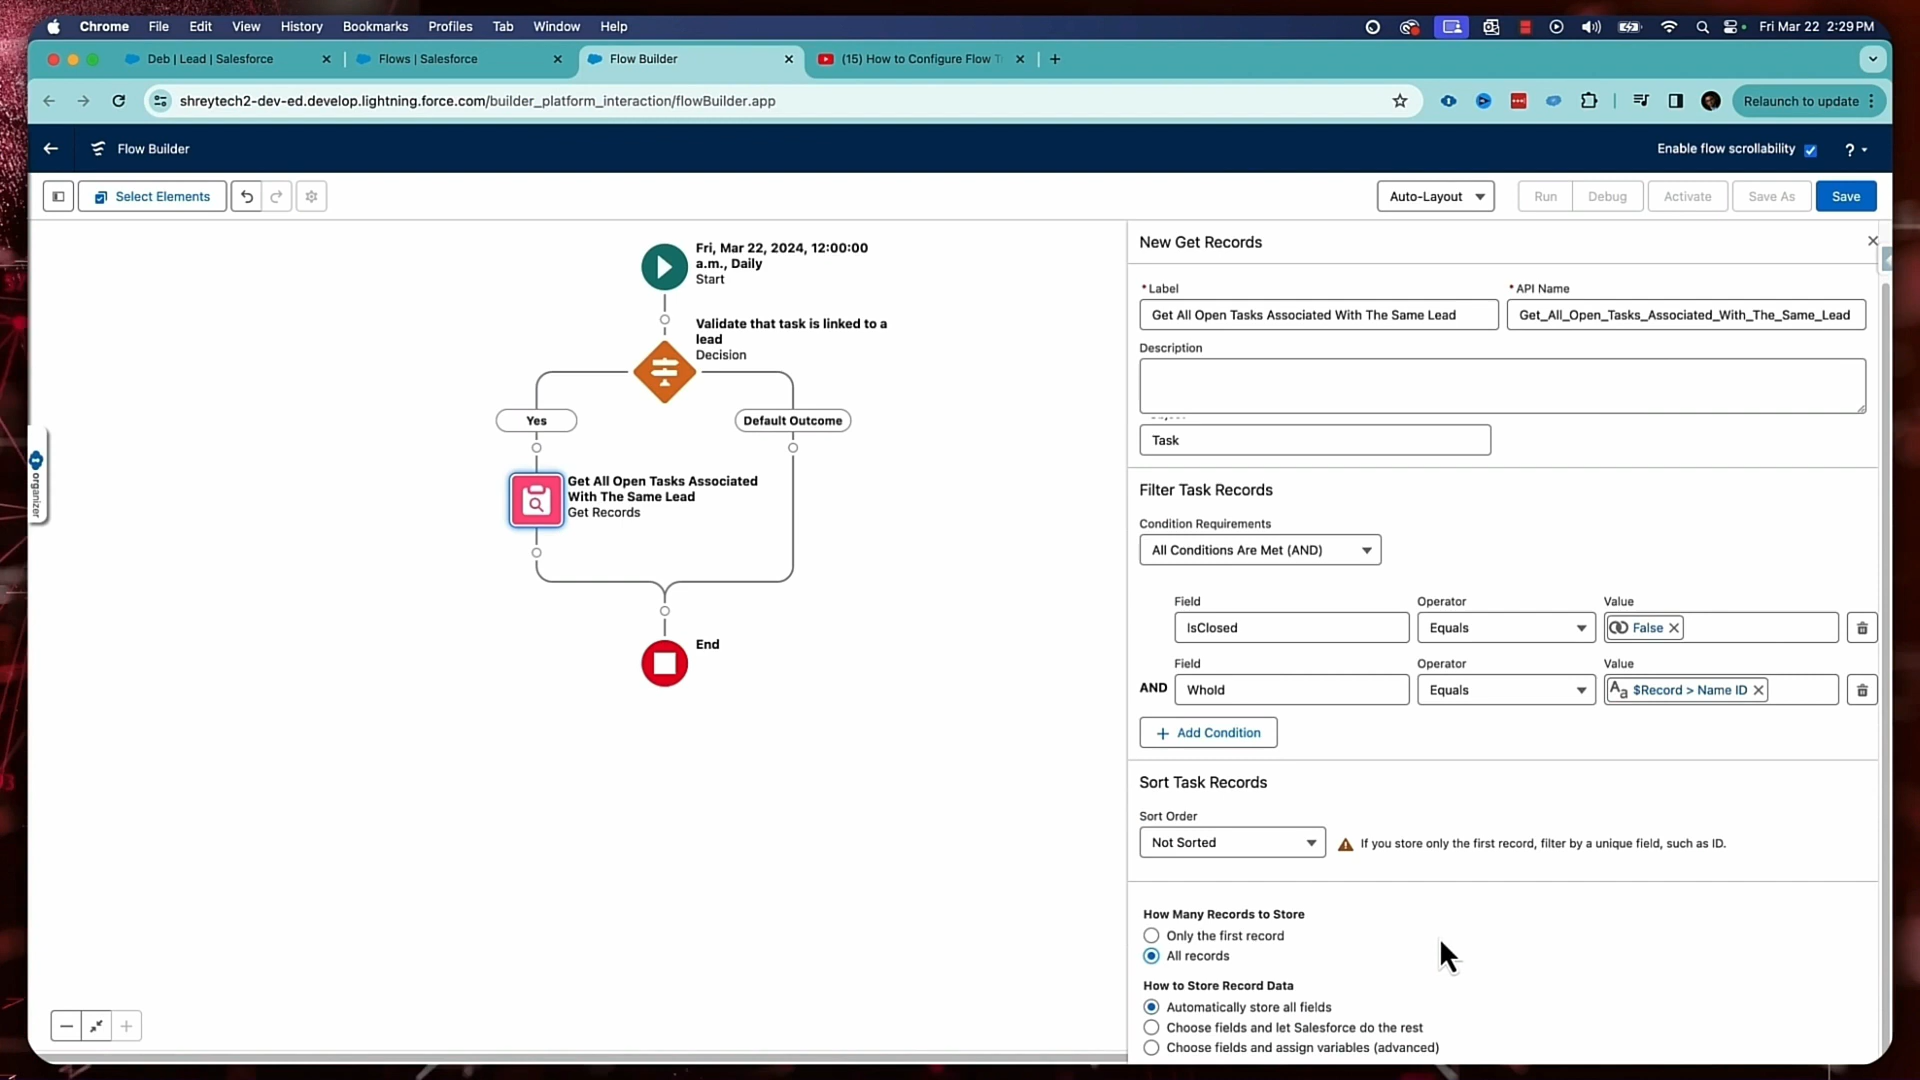 Chrome File Edit View History Bookmarks Profiles Tab Window Help Fri Mar 22 2:29 PM
Deb | Lead | Salesforce Flows | Salesforce Flow Builder (15) How to Configure Flow
shreytech2-dev-ed.develop.lightning.force.com/builder_platform_interaction/flowBuilder.app Relaunch to update
Flow Builder Enable flow scrollability ?
Select Elements Auto-Layout Run Debug Activate Save As Save
organizer
Fri, Mar 22, 2024, 12:00:00
a.m., Daily
Start
Validate that task is linked to a
lead
Decision
Yes Default Outcome
Get All Open Tasks Associated
With The Same Lead
Get Records
End
New Get Records
* Label * API Name
Get All Open Tasks Associated With The Same Lead Get_All_Open_Tasks_Associated_With_The_Same_Lead
Description
Task
Filter Task Records
Condition Requirements
All Conditions Are Met (AND)
Field Operator Value
IsClosed Equals False
Field Operator Value
AND WhoId Equals Aa $Record > Name ID
+ Add Condition
Sort Task Records
Sort Order
Not Sorted If you store only the first record, filter by a unique field, such as ID.
How Many Records to Store
Only the first record
All records
How to Store Record Data
Automatically store all fields
Choose fields and let Salesforce do the rest
Choose fields and assign variables (advanced)